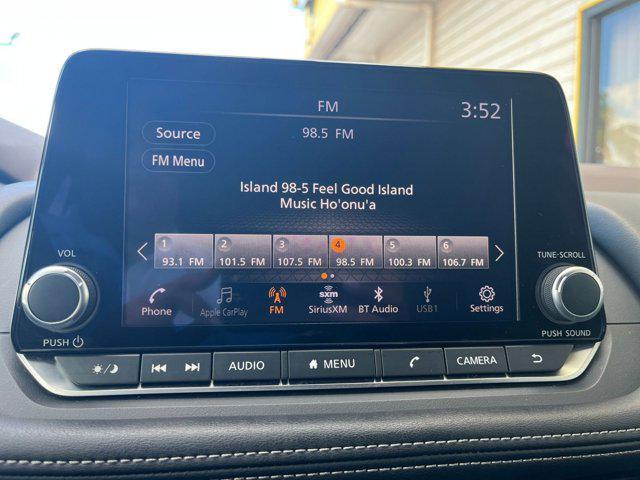 FM
3:52
Source
98.5 FM
FM Menu
Island 98-5 Feel Good Island
Music Ho'onu'a
1 2 3 4 5 6
93.1 FM 101.5 FM 107.5 FM 98.5 FM 100.3 FM 106.7 FM
sxm
Phone Apple CarPlay FM SiriusXM BT Audio USB1 Settings
VOL
PUSH
TUNE-SCROLL
PUSH SOUND
AUDIO MENU CAMERA